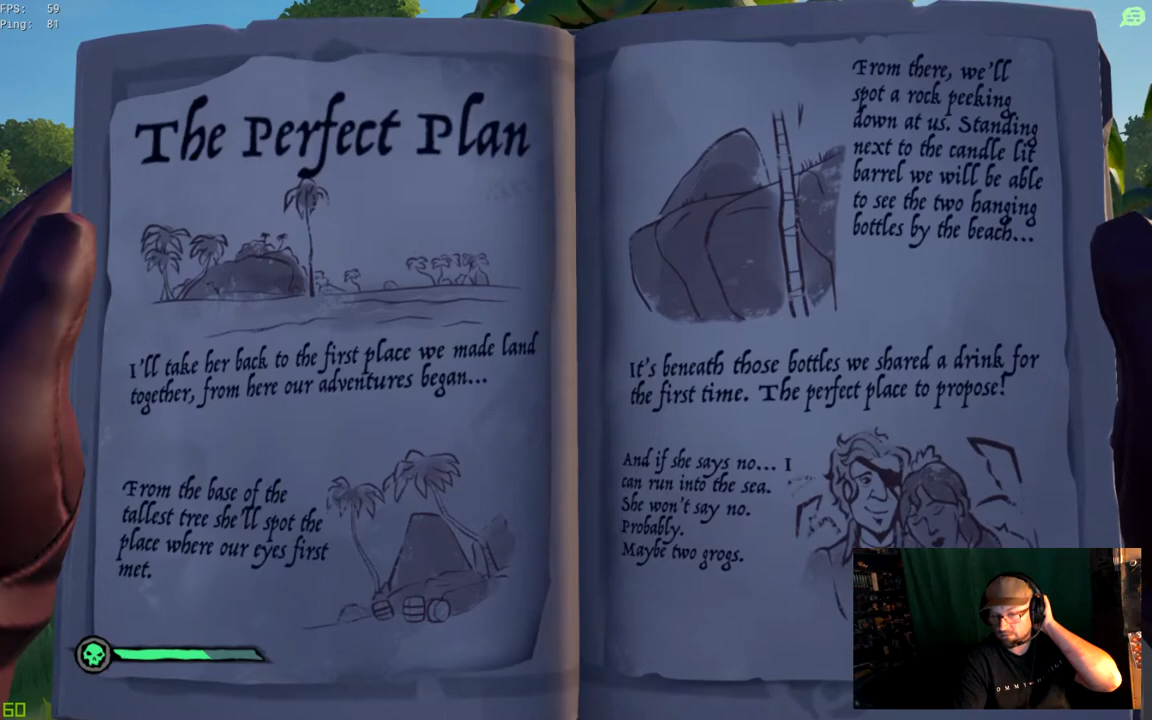 FPS: 59
Ping: 81
The Perfect Plan
I'll take her back to the first place we made land
together, from here our adventures began...
From the base of the
tallest tree she'll spot the
place where our eyes first
met.
From there, we'll
spot a rock peeking
down at us. Standing
next to the candle lit
barrel we will be able
to see the two hanging
bottles by the beach...
It's beneath those bottles we shared a drink for
the first time. The perfect place to propose!
And if she says no... I
can run into the sea.
She won't say no.
Probably.
Maybe two grogs.
60